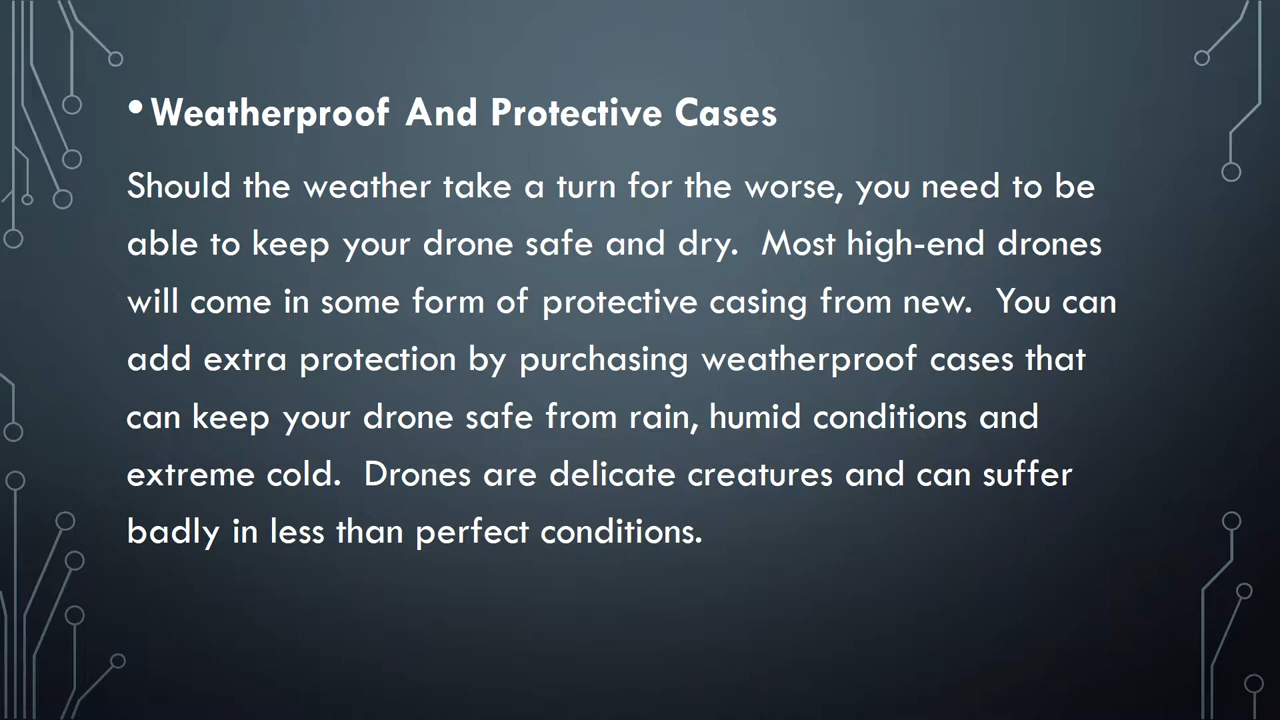 •Weatherproof And Protective Cases
Should the weather take a turn for the worse, you need to be
able to keep your drone safe and dry.  Most high-end drones
will come in some form of protective casing from new.  You can
add extra protection by purchasing weatherproof cases that
can keep your drone safe from rain, humid conditions and
extreme cold.  Drones are delicate creatures and can suffer
badly in less than perfect conditions.